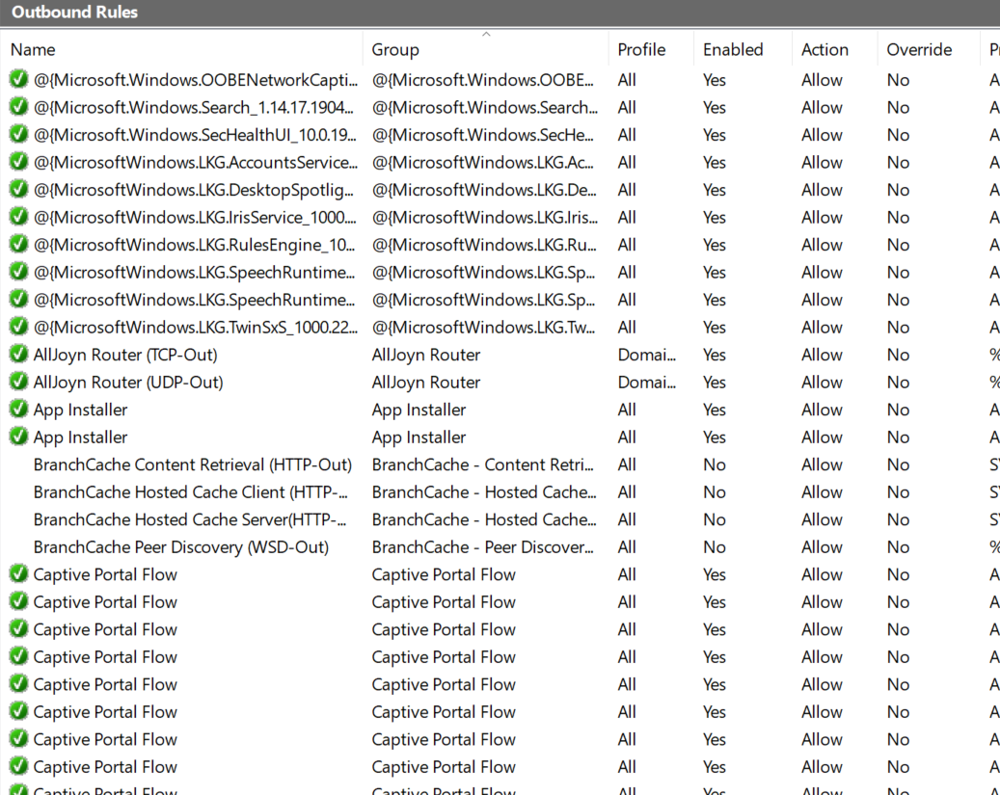 Outbound Rules
Name Group Profile Enabled Action Override
@{Microsoft.Windows.OOBENetworkCapti... @{Microsoft.Windows.OOBE... All Yes Allow No A
@{Microsoft.Windows.Search_1.14.17.1904... @{Microsoft.Windows.Search... All Yes Allow No A
@{Microsoft.Windows.SecHealthUI_10.0.19... @{Microsoft.Windows.SecHe... All Yes Allow No A
@{MicrosoftWindows.LKG.AccountsService... @{MicrosoftWindows.LKG.Ac... All Yes Allow No A
@{MicrosoftWindows.LKG.DesktopSpotlig... @{MicrosoftWindows.LKG.De... All Yes Allow No A
@{MicrosoftWindows.LKG.IrisService_1000.... @{MicrosoftWindows.LKG.Iris... All Yes Allow No A
@{MicrosoftWindows.LKG.RulesEngine_10... @{MicrosoftWindows.LKG.Ru... All Yes Allow No A
@{MicrosoftWindows.LKG.SpeechRuntime... @{MicrosoftWindows.LKG.Sp... All Yes Allow No A
@{MicrosoftWindows.LKG.SpeechRuntime... @{MicrosoftWindows.LKG.Sp... All Yes Allow No A
@{MicrosoftWindows.LKG.TwinSxS_1000.22... @{MicrosoftWindows.LKG.Tw... All Yes Allow No A
AllJoyn Router (TCP-Out) AllJoyn Router Domai... Yes Allow No %
AllJoyn Router (UDP-Out) AllJoyn Router Domai... Yes Allow No %
App Installer App Installer All Yes Allow No A
App Installer App Installer All Yes Allow No A
BranchCache Content Retrieval (HTTP-Out) BranchCache - Content Retri... All No Allow No
BranchCache Hosted Cache Client (HTTP-... BranchCache - Hosted Cache... All No Allow No
BranchCache Hosted Cache Server(HTTP-... BranchCache - Hosted Cache... All No Allow No
BranchCache Peer Discovery (WSD-Out) BranchCache - Peer Discover... All No Allow No %
Captive Portal Flow Captive Portal Flow All Yes Allow No A
Captive Portal Flow Captive Portal Flow All Yes Allow No A
Captive Portal Flow Captive Portal Flow All Yes Allow No A
Captive Portal Flow Captive Portal Flow All Yes Allow No A
Captive Portal Flow Captive Portal Flow All Yes Allow No A
Captive Portal Flow Captive Portal Flow All Yes Allow No A
Captive Portal Flow Captive Portal Flow All Yes Allow No A
Captive Portal Flow Captive Portal Flow All Yes Allow No A
Captive Portal Flow Captive Portal Flow All Yes Allow No A